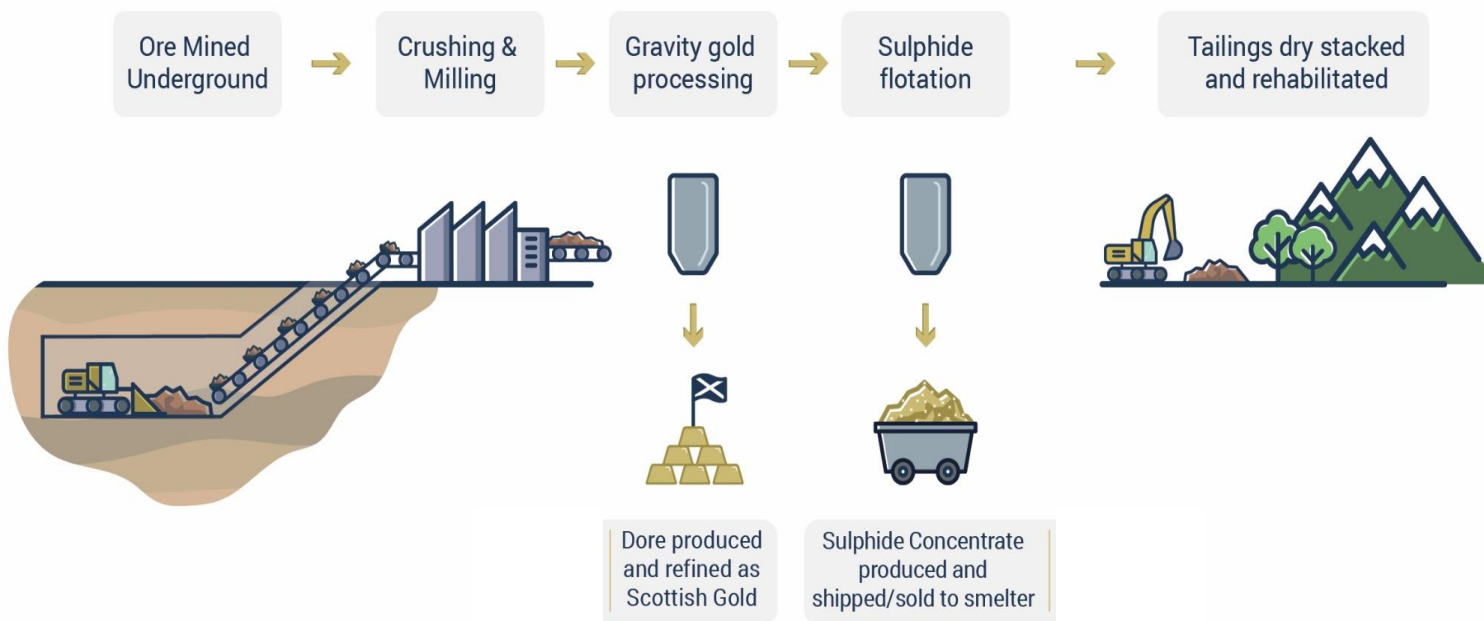 Ore Mined
Underground
Crushing &
Milling
Gravity gold
processing
Sulphide
flotation
Tailings dry stacked
and rehabilitated
Dore produced
and refined as
Scottish Gold
Sulphide Concentrate
produced and
shipped/sold to smelter